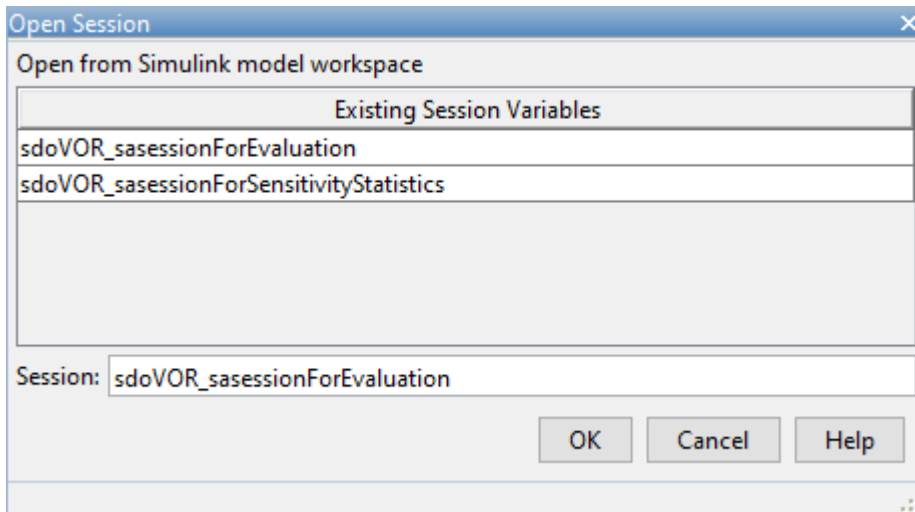 Open Session
Open from Simulink model workspace
Existing Session Variables
sdoVOR_sasessionForEvaluation
sdoVOR_sasessionForSensitivityStatistics
Session: sdoVOR_sasessionForEvaluation
OK Cancel Help